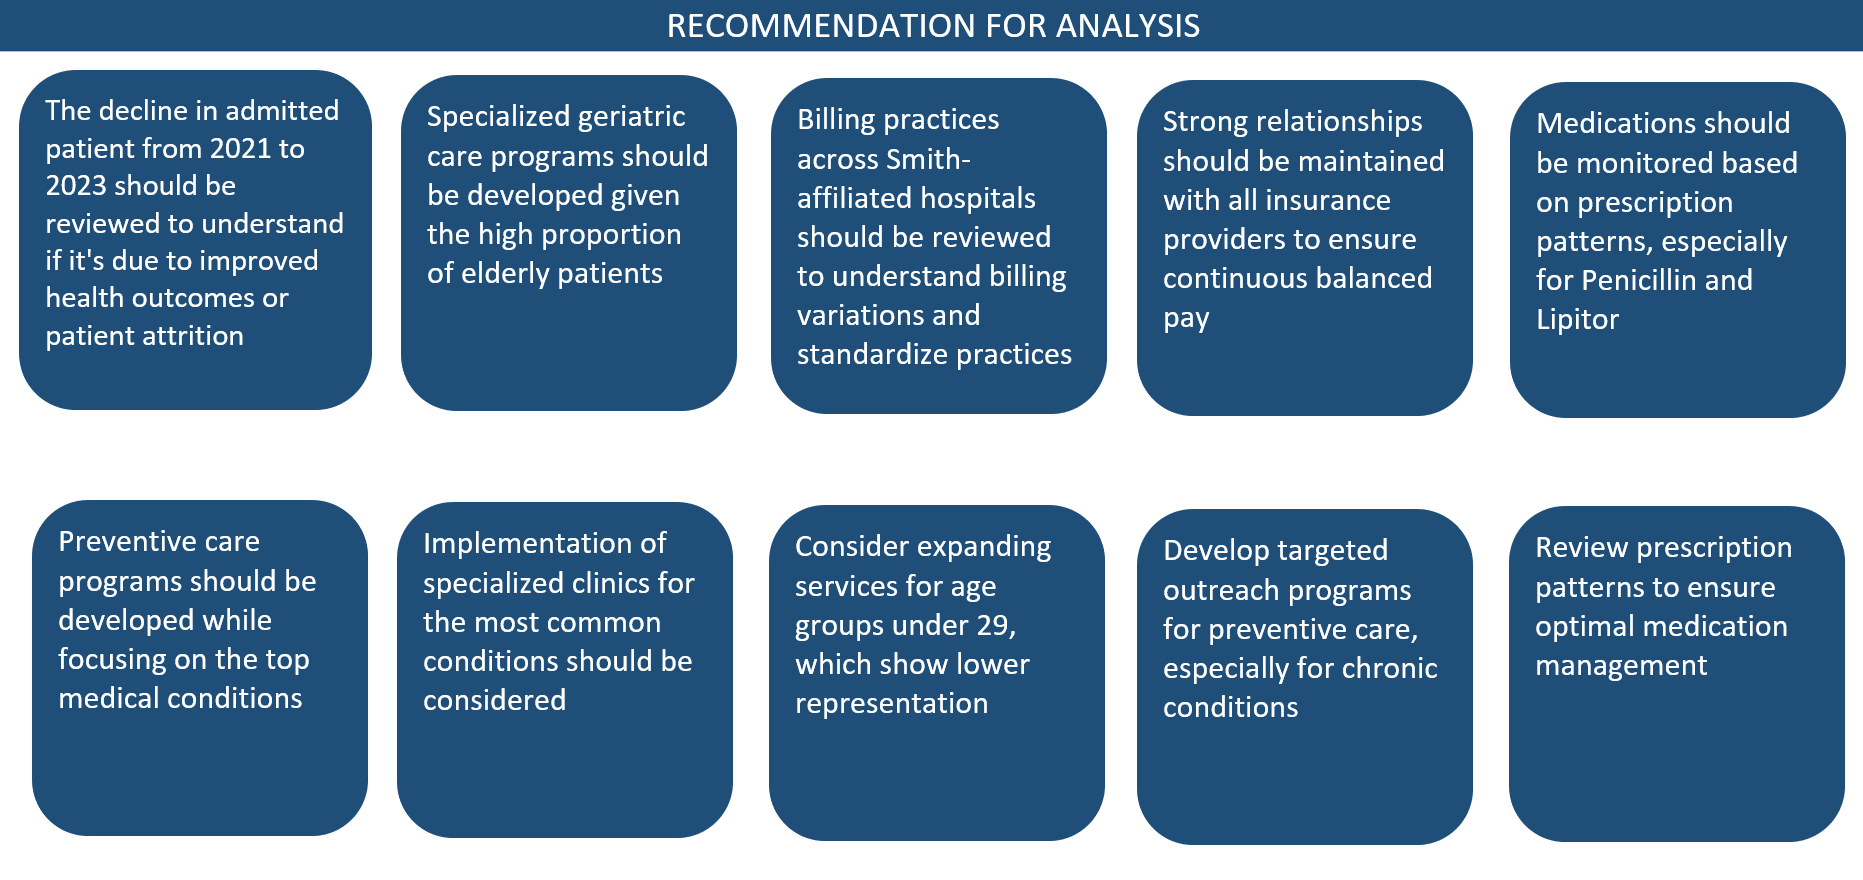 RECOMMENDATION FOR ANALYSIS
The decline in admitted
patient from 2021 to
2023 should be
reviewed to understand
if it's due to improved
health outcomes or
patient attrition
Specialized geriatric
care programs should
be developed given
the high proportion
of elderly patients
Billing practices
across Smith-
affiliated hospitals
should be reviewed
to understand billing
variations and
standardize practices
Strong relationships
should be maintained
with all insurance
providers to ensure
continuous balanced
pay
Medications should
be monitored based
on prescription
patterns, especially
for Penicillin and
Lipitor
Preventive care
programs should be
developed while
focusing on the top
medical conditions
Implementation of
specialized clinics for
the most common
conditions should be
considered
Consider expanding
services for age
groups under 29,
which show lower
representation
Develop targeted
outreach programs
for preventive care,
especially for chronic
conditions
Review prescription
patterns to ensure
optimal medication
management